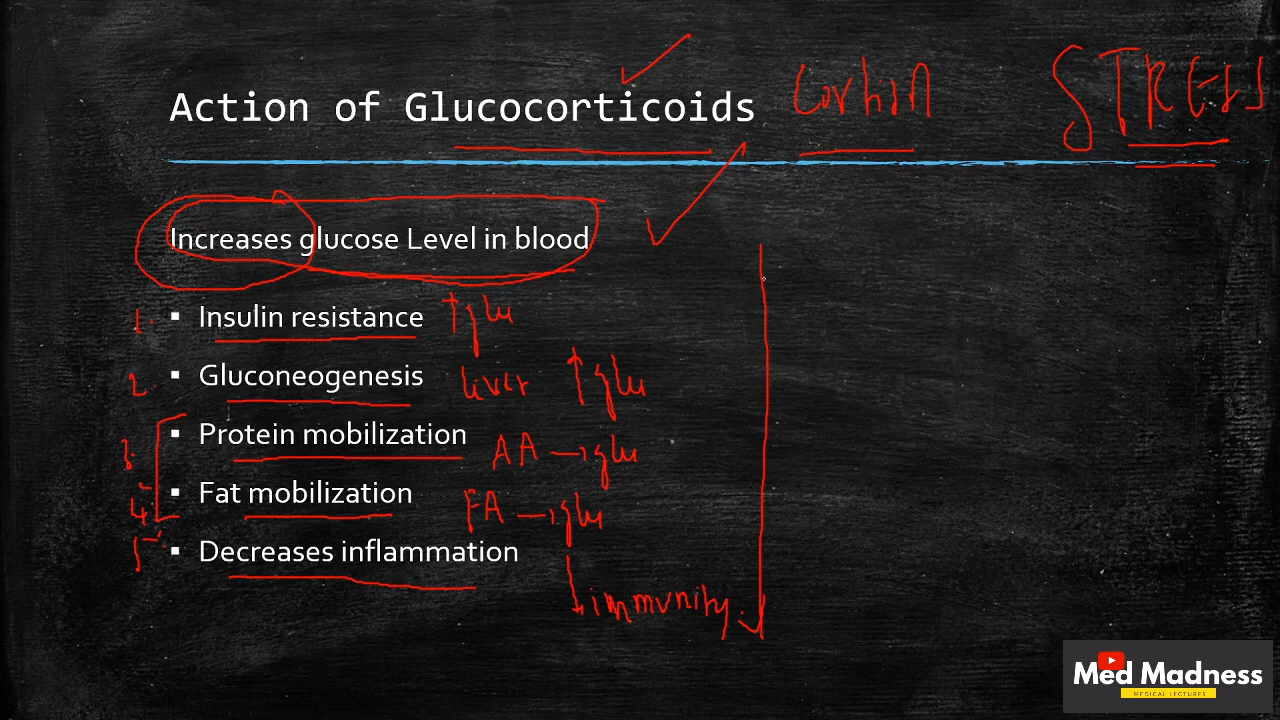 Action of Glucocorticoids Cortisol STRESS
Increases glucose Level in blood
1. ▪ Insulin resistance ↑glu
2. ▪ Gluconeogenesis liver ↑glu
3 ▪ Protein mobilization AA → glu
4. ▪ Fat mobilization FA → glu
5 ▪ Decreases inflammation
↓immunity.
Med Madness
MEDICAL LECTURES